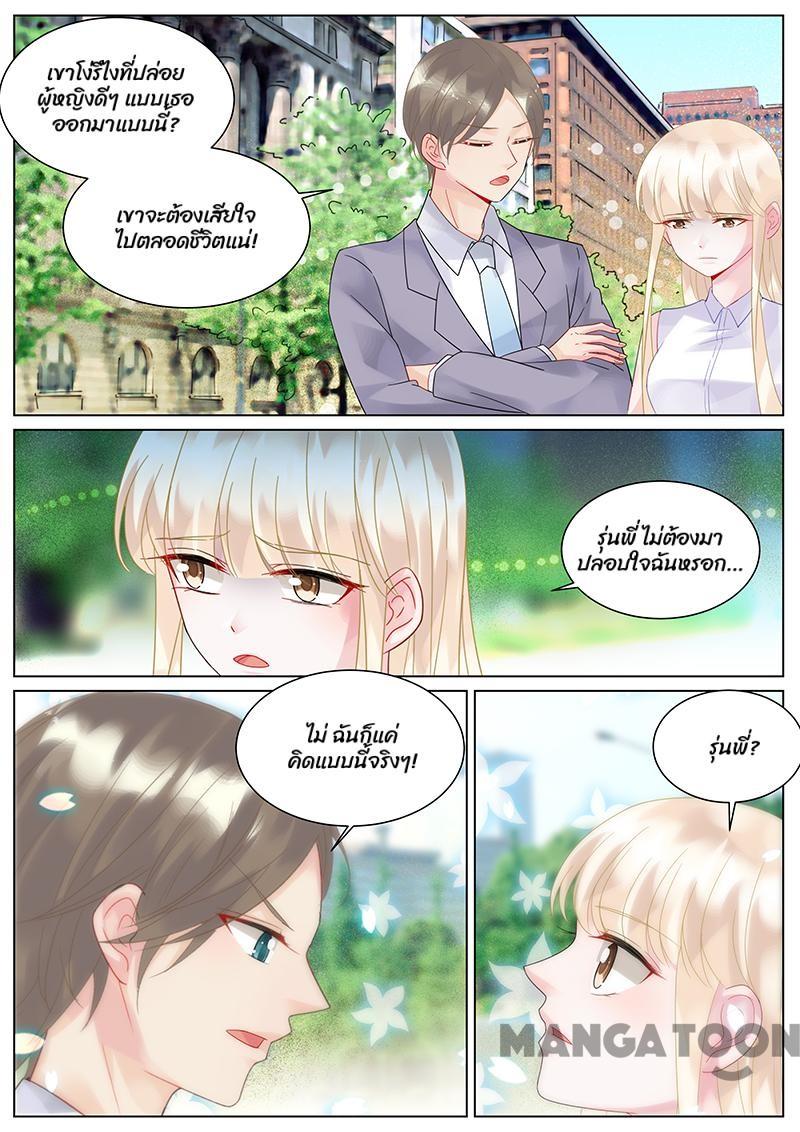 เขาโง่รึไงที่ปล่อย
ผู้หญิงดีๆ แบบเธอ
ออกมาแบบนี้?
เขาจะต้องเสียใจ
ไปตลอดชีวิตแน่!
รุ่นพี่ ไม่ต้องมา
ปลอบใจฉันหรอก...
ไม่ ฉันก็แค่
คิดแบบนี้จริงๆ!
รุ่นพี่?
MANGATOON